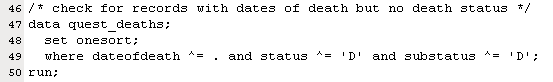 46 /* check for records with dates of death but no death status */
47 data quest_deaths;
48   set onesort;
49   where dateofdeath ^= . and status ^= 'D' and substatus ^= 'D';
50 run;